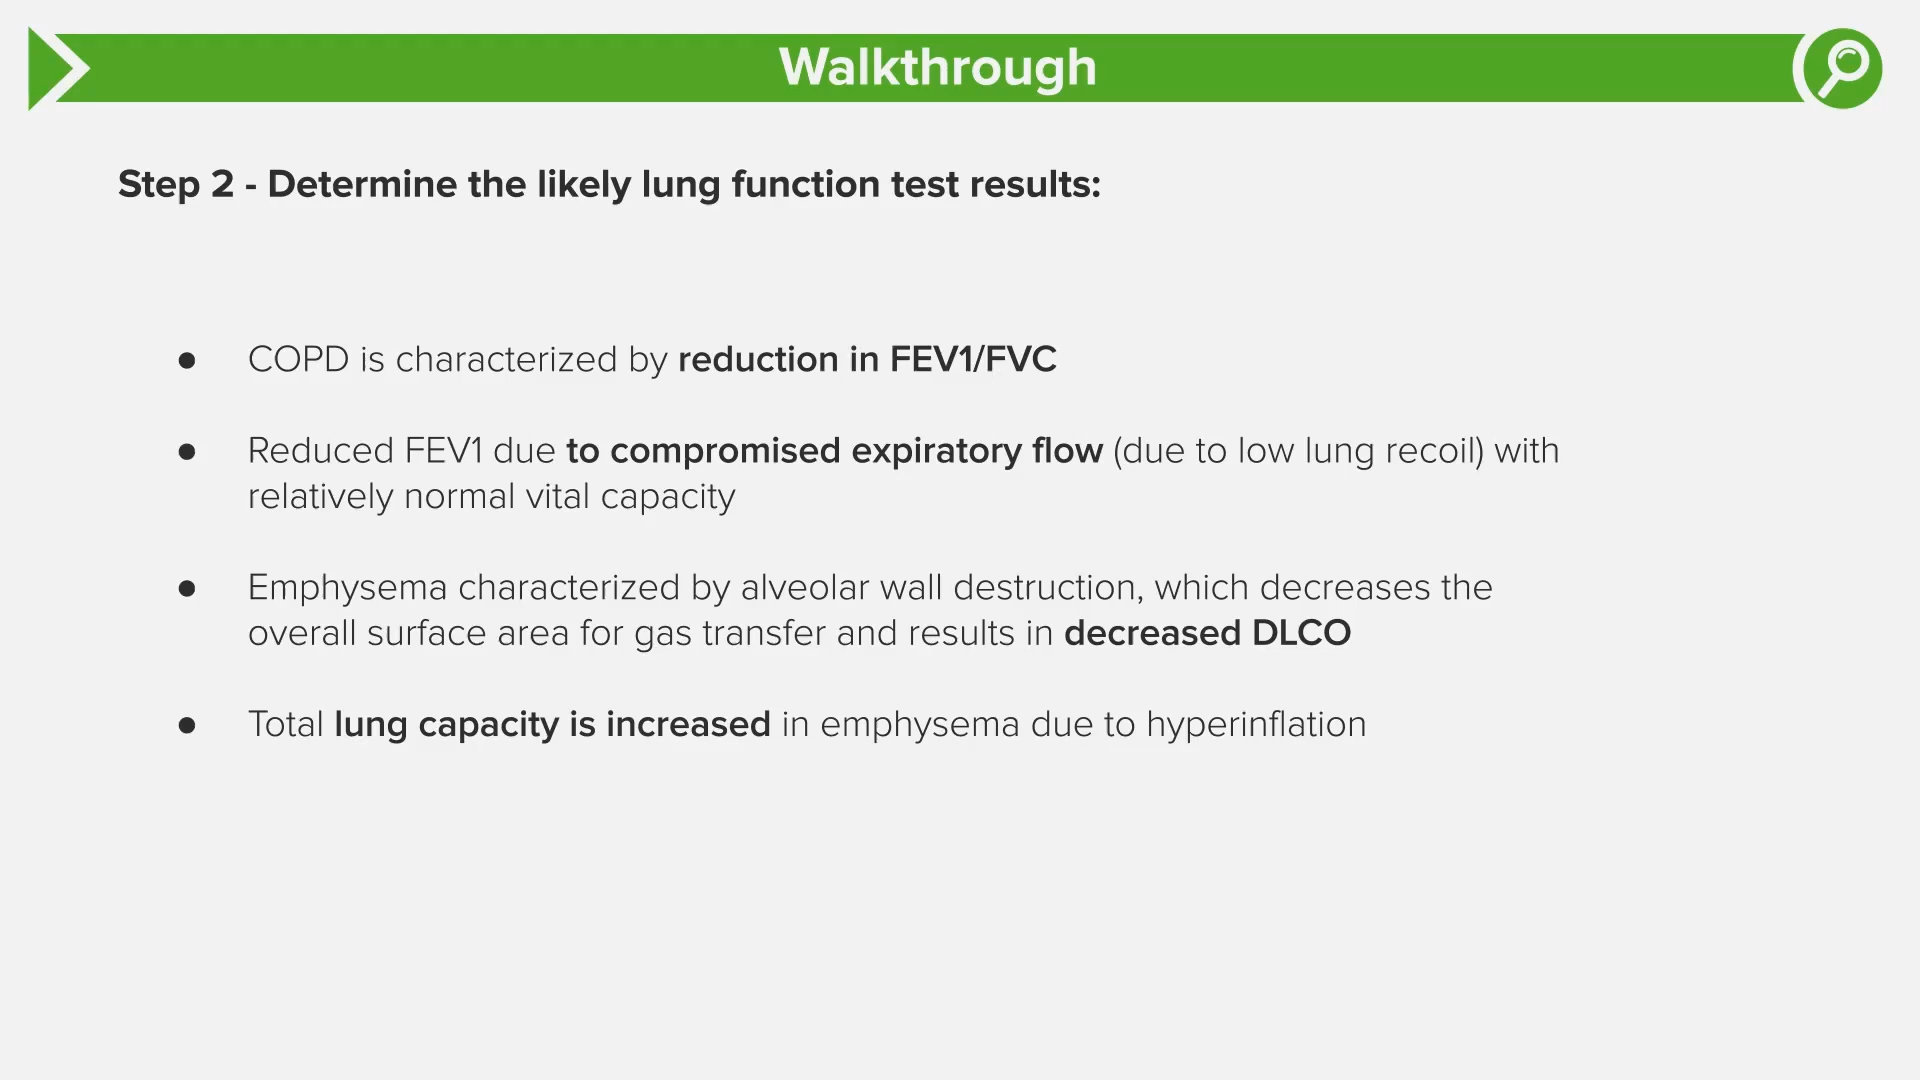 Walkthrough
Step 2 - Determine the likely lung function test results:
● COPD is characterized by reduction in FEV1/FVC
● Reduced FEV1 due to compromised expiratory flow (due to low lung recoil) with
relatively normal vital capacity
● Emphysema characterized by alveolar wall destruction, which decreases the
overall surface area for gas transfer and results in decreased DLCO
● Total lung capacity is increased in emphysema due to hyperinflation